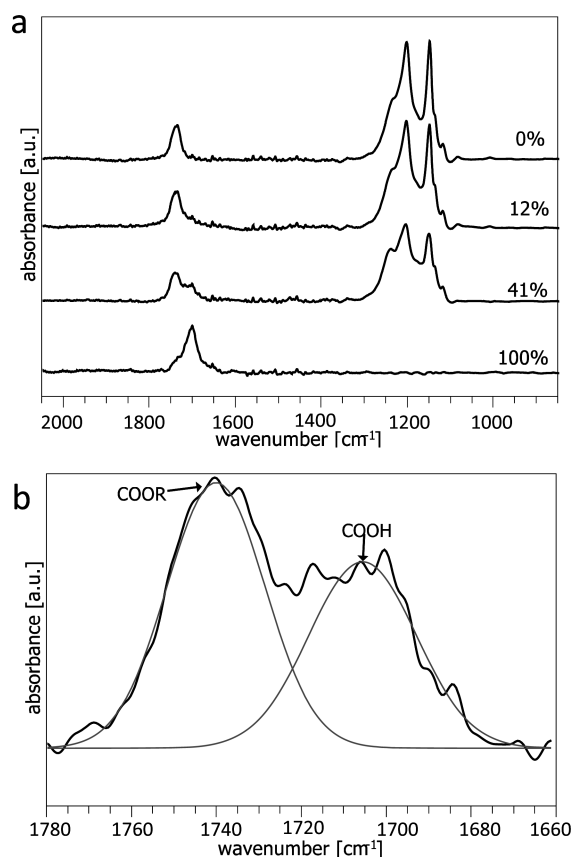 a
absorbance [a.u.]
0%
12%
41%
100%
2000 1800 1600 1400 1200 1000
wavenumber [cm-1]
b
COOR
COOH
absorbance [a.u.]
1780 1760 1740 1720 1700 1680 1660
wavenumber [cm-1]